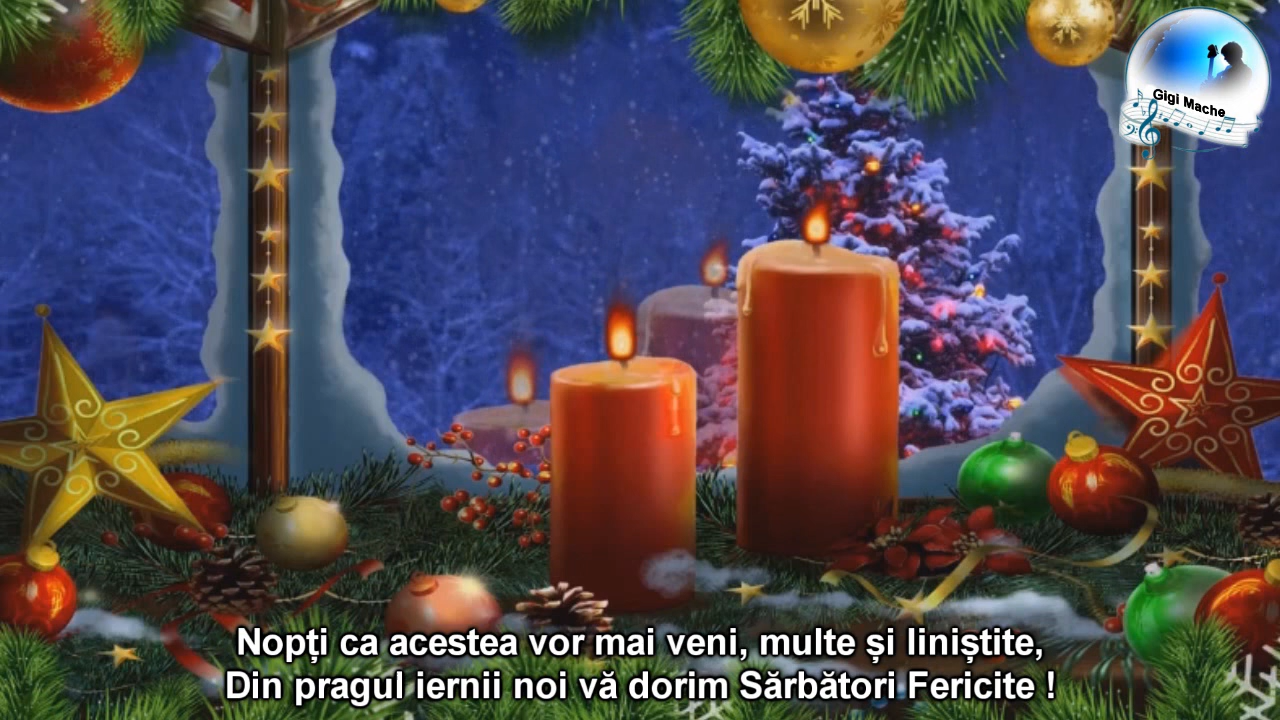 Gigi Mache
Nopți ca acestea vor mai veni, multe și liniștite,
Din pragul iernii noi vă dorim Sărbători Fericite !